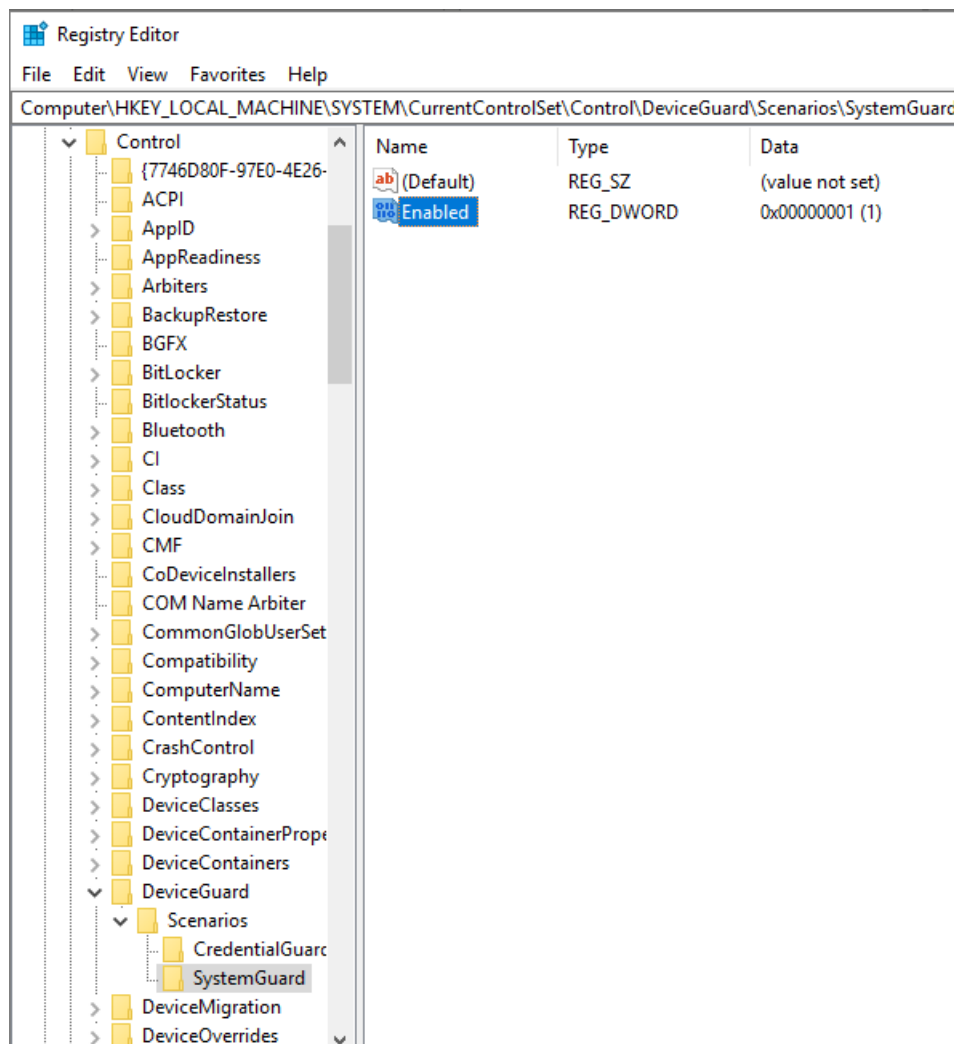 Registry Editor
File Edit View Favorites Help
Computer\HKEY_LOCAL_MACHINE\SYSTEM\CurrentControlSet\Control\DeviceGuard\Scenarios\SystemGuard
Name Type Data
(Default) REG_SZ (value not set)
Enabled REG_DWORD 0x00000001 (1)
Control
{7746D80F-97E0-4E26-
ACPI
AppID
AppReadiness
Arbiters
BackupRestore
BGFX
BitLocker
BitlockerStatus
Bluetooth
CI
Class
CloudDomainJoin
CMF
CoDeviceInstallers
COM Name Arbiter
CommonGlobUserSet
Compatibility
ComputerName
ContentIndex
CrashControl
Cryptography
DeviceClasses
DeviceContainerPrope
DeviceContainers
DeviceGuard
Scenarios
CredentialGuard
SystemGuard
DeviceMigration
DeviceOverrides